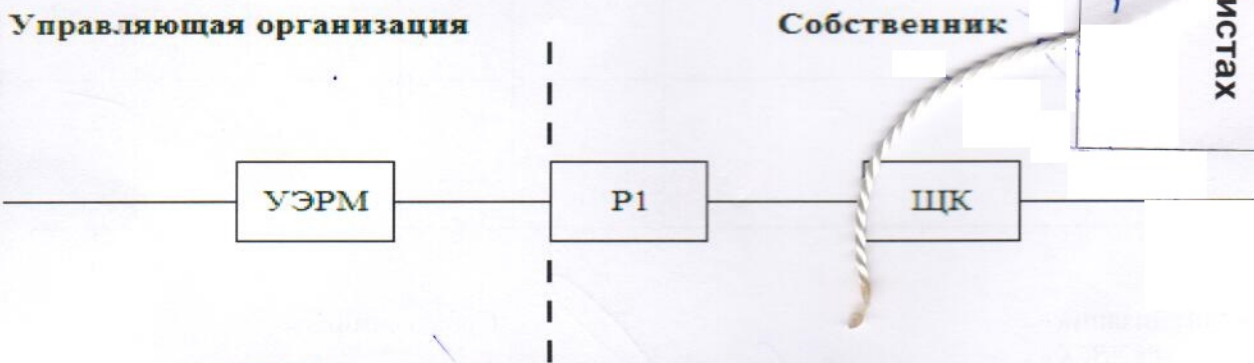 Управляющая организация
Собственник
истах
УЭРМ
Р1
ЩК